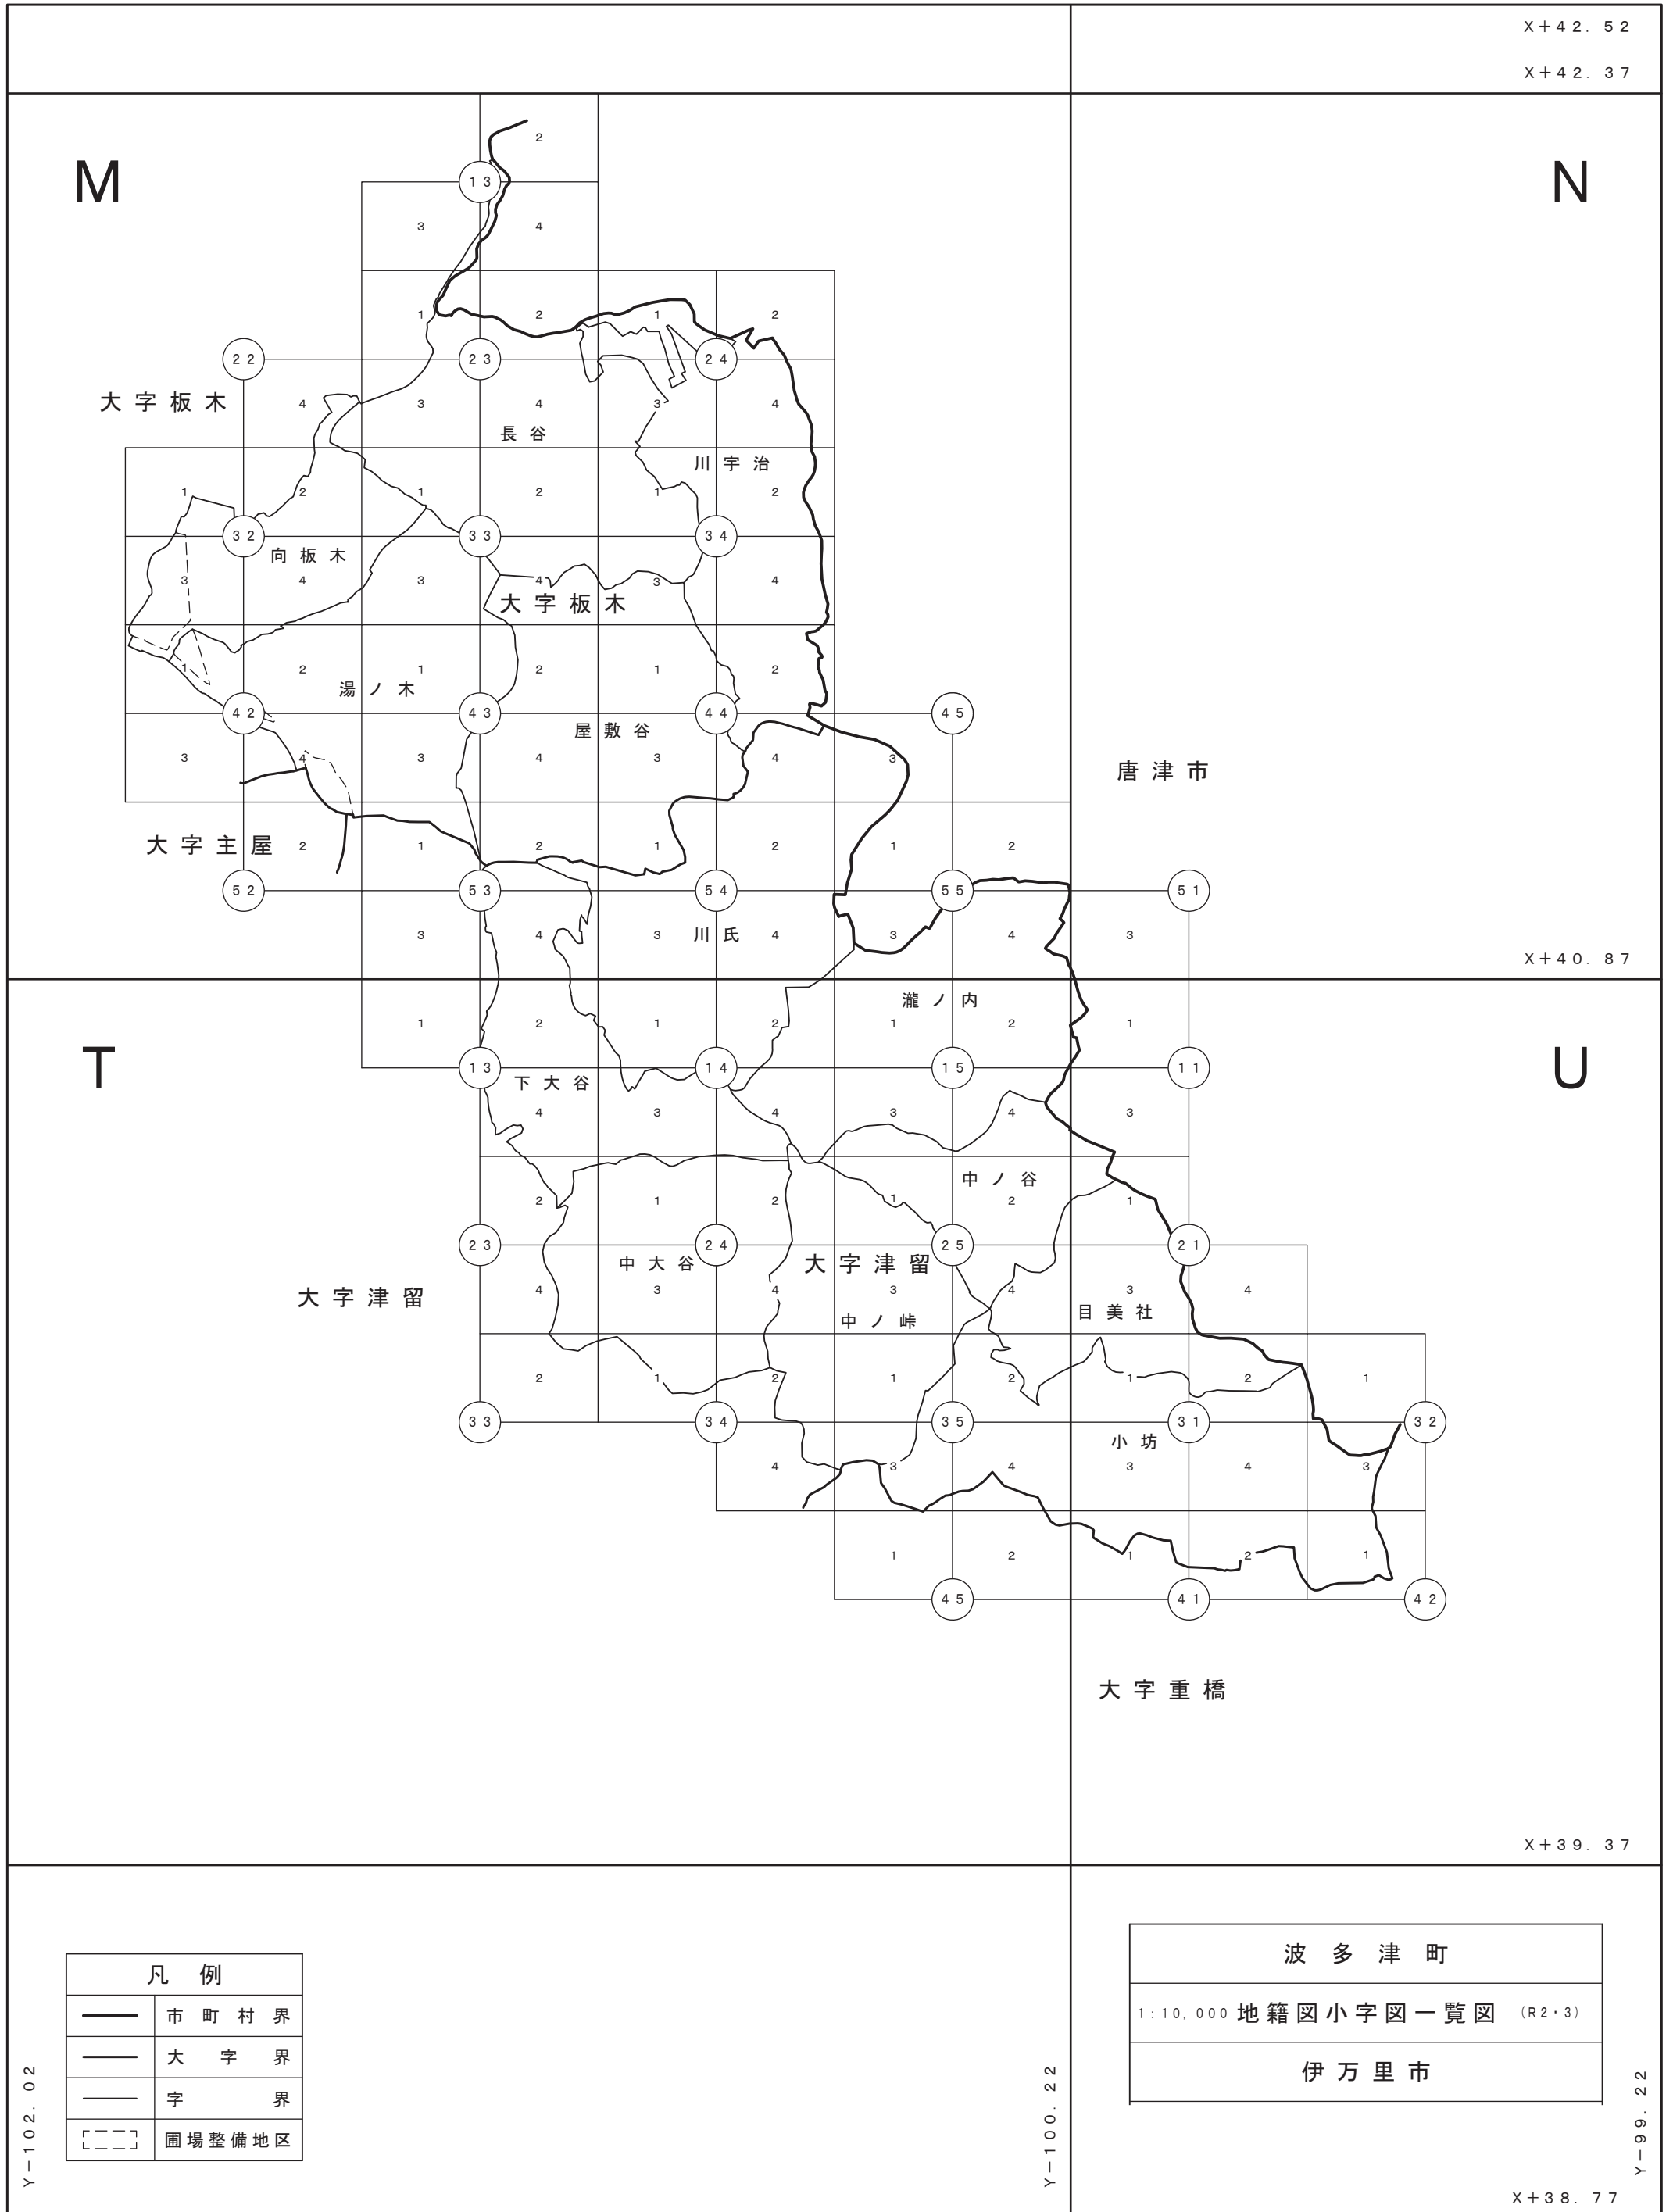 X+42.52
X+42.37
M
N
2
13
3 4
1 2 1 2
22 23 24
大字板木
4 3 4 3 4
長谷
川宇治
1 2 1 2 1 2
32 33 34
向板木
3 4 3 4 3 4
大字板木
1 2 1 2 1 2
湯ノ木
42 43 44 45
屋敷谷
3 4 3 4 3 4 3
唐津市
大字主屋
2 1 2 1 2 1 2
52 53 54 55 51
3 4 3 川氏 4 3 4 3
X+40.87
瀧ノ内
1 2 1 2 1 2 1
T
U
13 14 15 11
下大谷
4 3 4 3 4 3
中ノ谷
2 1 2 1 2 1
23 24 25 21
中大谷
大字津留
大字津留
4 3 4 3 4 3 4
目美社
中ノ峠
2 1 2 1 2 1 2 1
33 34 35 31 32
小坊
4 3 4 3 4 3
1 2 1 2 1
45 41 42
大字重橋
X+39.37
凡例
市町村界
大字界
字界
圃場整備地区
波多津町
1:10,000 地籍図小字図一覧図 (R2・3)
伊万里市
Y-102.02
Y-100.22
Y-99.22
X+38.77